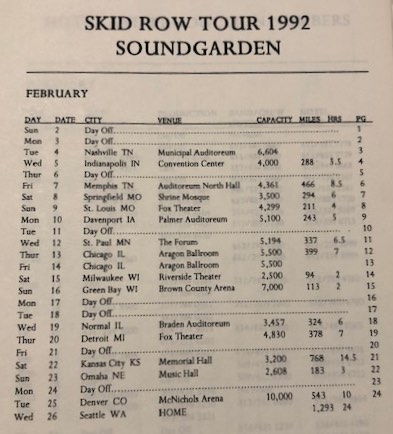 SKID ROW TOUR 1992
SOUNDGARDEN
FEBRUARY
DAY DATE CITY VENUE CAPACITY MILES HRS PG
Sun 2 Day Off 1
Mon 3 Day Off 2
Tue 4 Nashville TN Municipal Auditorium 6,604 3
Wed 5 Indianapolis IN Convention Center 4,000 288 5.5 4
Thur 6 Day Off 5
Fri 7 Memphis TN Auditorium North Hall 4,361 466 8.5 6
Sat 8 Springfield MO Shrine Mosque 3,500 294 6 7
Sun 9 St. Louis MO Fox Theater 4,299 211 4 8
Mon 10 Davenport IA Palmer Auditorium 5,100 243 5 9
Tue 11 Day Off 10
Wed 12 St. Paul MN The Forum 5,194 337 6.5 11
Thur 13 Chicago IL Aragon Ballroom 5,500 399 7 12
Fri 14 Chicago IL Aragon Ballroom 5,500 13
Sat 15 Milwaukee WI Riverside Theater 2,500 94 2 14
Sun 16 Green Bay WI Brown County Arena 7,000 113 2 15
Mon 17 Day Off 16
Tue 18 Day Off 17
Wed 19 Normal IL Braden Auditorium 3,457 324 6 18
Thur 20 Detroit MI Fox Theater 4,830 378 7 19
Fri 21 Day Off 20
Sat 22 Kansas City KS Memorial Hall 3,200 768 14.5 21
Sun 23 Omaha NE Music Hall 2,608 183 3 22
Mon 24 Day Off 23
Tue 25 Denver CO McNichols Arena 10,000 543 10 24
Wed 26 Seattle WA HOME 1,293 24